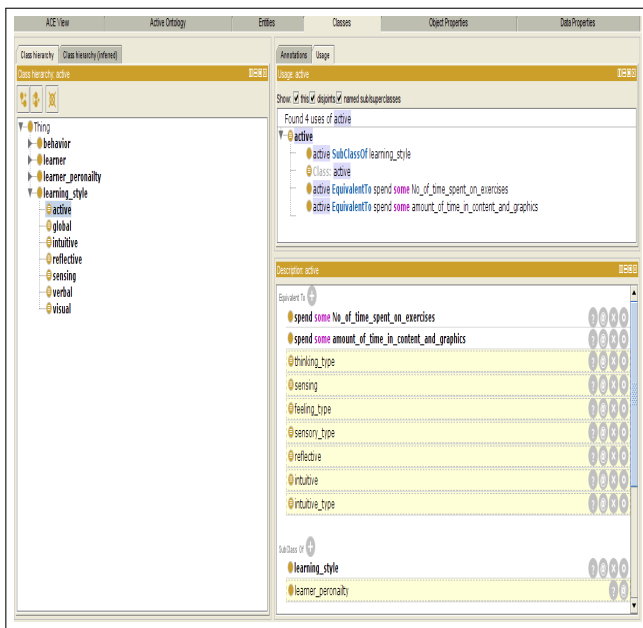 ACE View Active Ontology Entities Classes Object Properties Data Properties
Class hierarchy Class hierarchy (inferred)
Class hierarchy: active
Thing
behavior
learner
learner_peronailty
learning_style
active
global
intuitive
reflective
sensing
verbal
visual
Annotations Usage
Usage: active
Show: this disjoints named sub/superclasses
Found 4 uses of active
active
active SubClassOf learning_style
Class: active
active EquivalentTo spend some No_of_time_spent_on_exercises
active EquivalentTo spend some amount_of_time_in_content_and_graphics
Description: active
Equivalent To
spend some No_of_time_spent_on_exercises
spend some amount_of_time_in_content_and_graphics
thinking_type
sensing
feeling_type
sensory_type
reflective
intuitive
intuitive_type
SubClass Of
learning_style
learner_peronailty